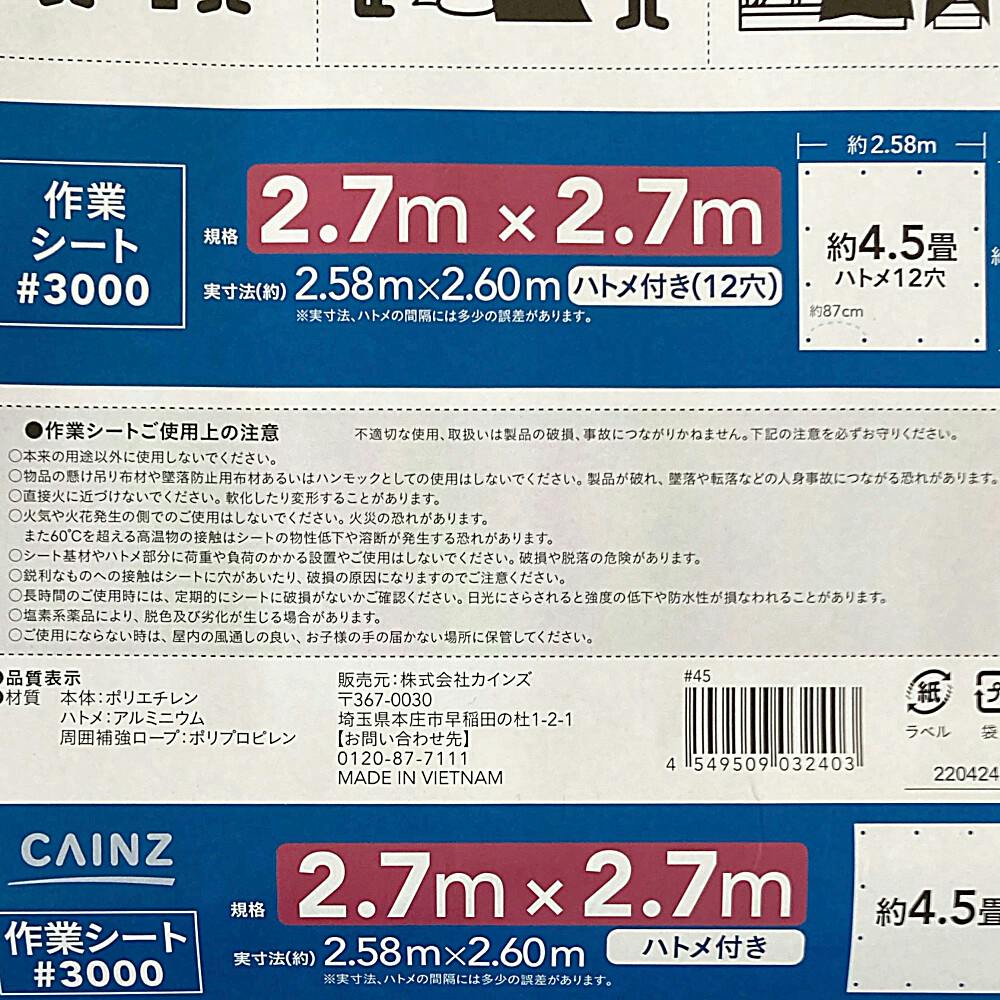 作業
シート
#3000
規格 2.7m × 2.7m
実寸法(約) 2.58m×2.60m ハトメ付き(12穴)
※実寸法、ハトメの間隔には多少の誤差があります。
約2.58m
約4.5畳
ハトメ12穴
約87cm
●作業シートご使用上の注意 不適切な使用、取扱いは製品の破損、事故につながりかねません。下記の注意を必ずお守りください。
○本来の用途以外に使用しないでください。
○物品の懸け吊り布材や墜落防止用布材あるいはハンモックとしての使用はしないでください。製品が破れ、墜落や転落などの人身事故につながる恐れがあります。
○直接火に近づけないでください。軟化したり変形することがあります。
○火気や火花発生の側でのご使用はしないでください。火災の恐れがあります。
また60℃を超える高温物の接触はシートの物性低下や溶断が発生する恐れがあります。
○シート基材やハトメ部分に荷重や負荷のかかる設置やご使用はしないでください。破損や脱落の危険があります。
○鋭利なものへの接触はシートに穴があいたり、破損の原因になりますのでご注意ください。
○長時間のご使用時には、定期的にシートに破損がないかご確認ください。日光にさらされると強度の低下や防水性が損なわれることがあります。
○塩素系薬品により、脱色及び劣化が生じる場合があります。
○ご使用にならない時は、屋内の風通しの良い、お子様の手の届かない場所に保管してください。
●品質表示
●材質 本体:ポリエチレン
ハトメ:アルミニウム
周囲補強ロープ:ポリプロピレン
販売元:株式会社カインズ
〒367-0030
埼玉県本庄市早稲田の杜1-2-1
【お問い合わせ先】
0120-87-7111
MADE IN VIETNAM
#45
4 549509 032403
紙
ラベル
プ
袋
220424
CAINZ
作業シート
#3000
規格 2.7m × 2.7m
実寸法(約) 2.58m×2.60m ハトメ付き
※実寸法、ハトメの間隔には多少の誤差があります。
約4.5畳